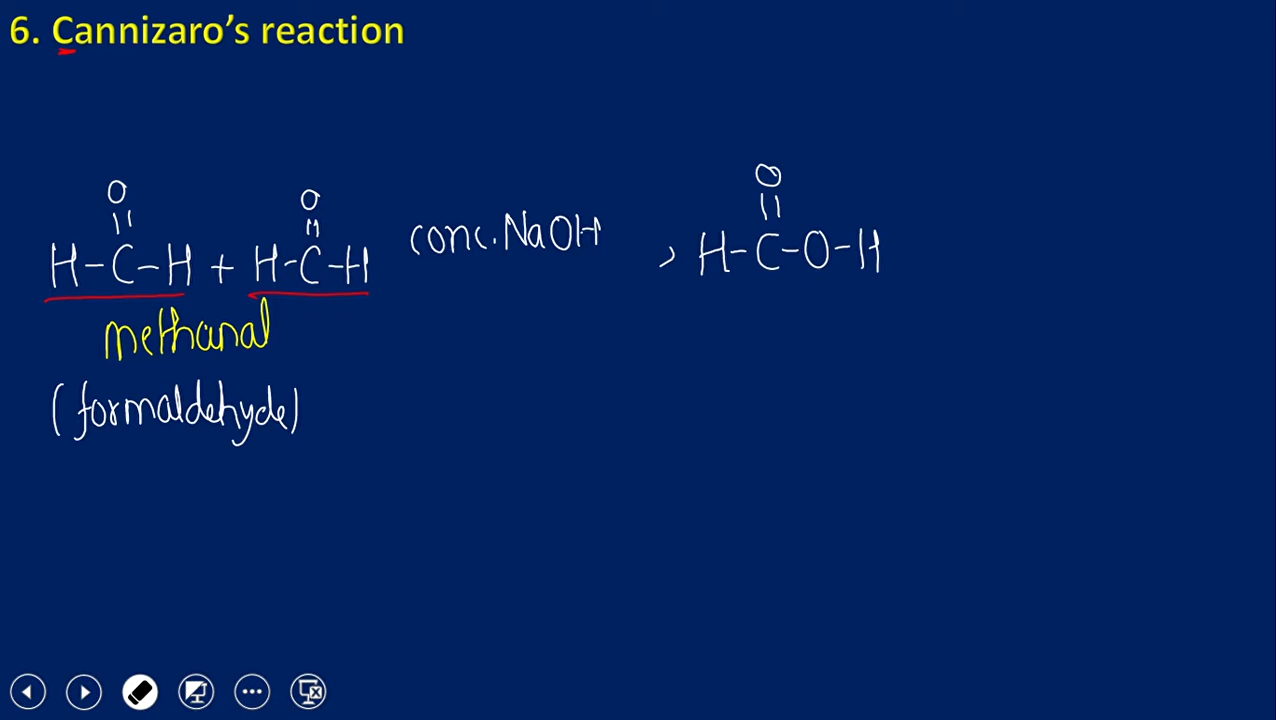 6. Cannizaro's reaction
O O O
H-C-H + H-C-H conc. NaOH > H-C-O-H
methanal
(formaldehyde)